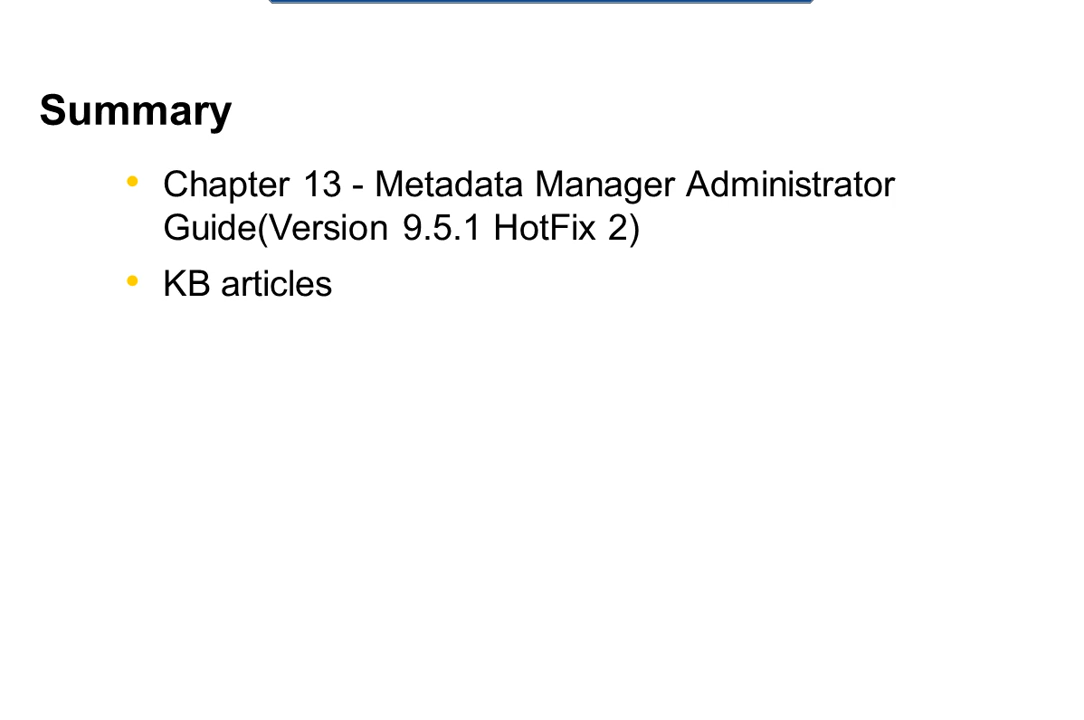 Summary
• Chapter 13 - Metadata Manager Administrator
Guide(Version 9.5.1 HotFix 2)
• KB articles